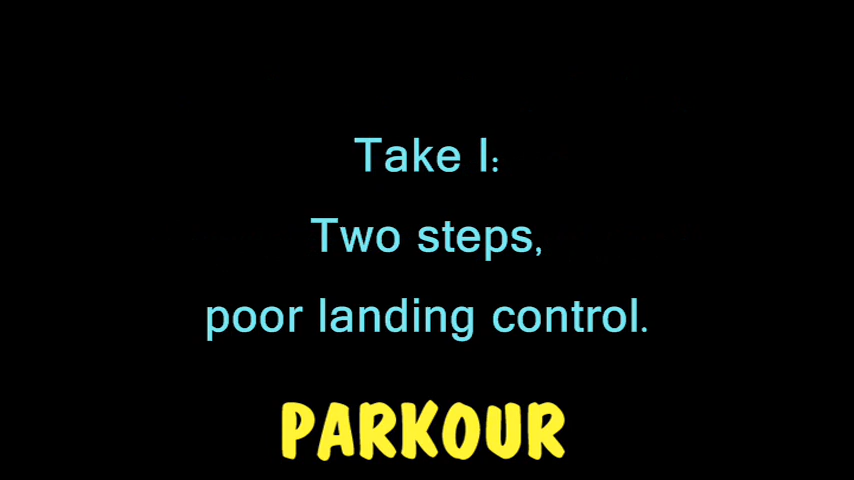 Take I:
Two steps,
poor landing control.
PARKOUR